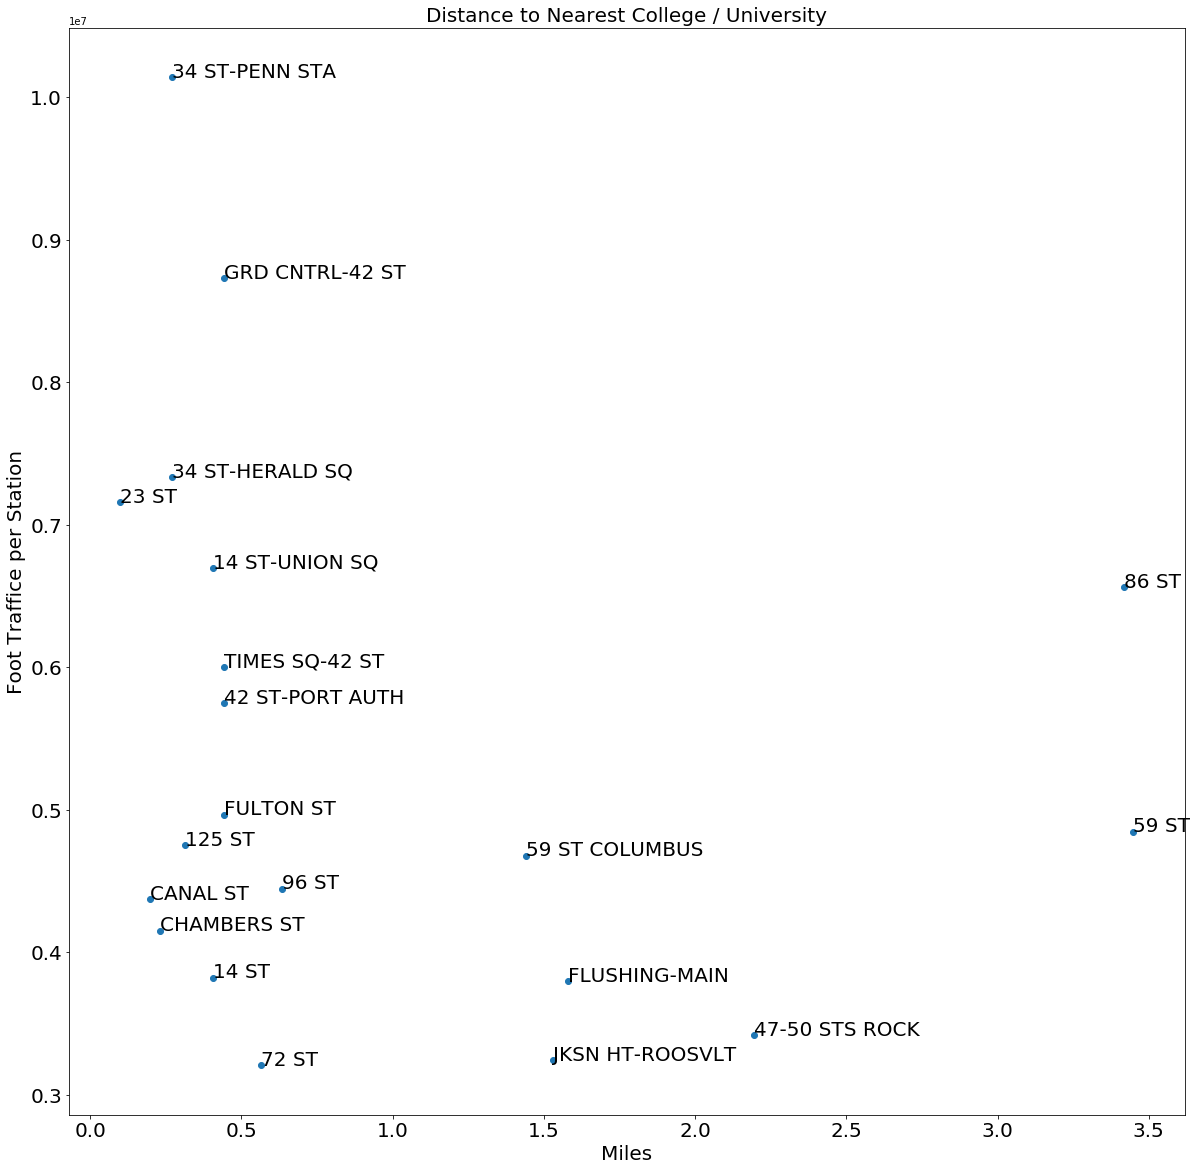 Distance to Nearest College / University
1e7
34 ST-PENN STA
1.0
0.9
GRD CNTRL-42 ST
0.8
34 ST-HERALD SQ
23 ST
0.7
14 ST-UNION SQ
86 ST
0.6
TIMES SQ-42 ST
42 ST-PORT AUTH
0.5
FULTON ST
59 ST
125 ST
59 ST COLUMBUS
96 ST
CANAL ST
CHAMBERS ST
0.4
14 ST
FLUSHING-MAIN
47-50 STS ROCK
JKSN HT-ROOSVLT
72 ST
0.3
Foot Traffice per Station
0.0 0.5 1.0 1.5 2.0 2.5 3.0 3.5
Miles